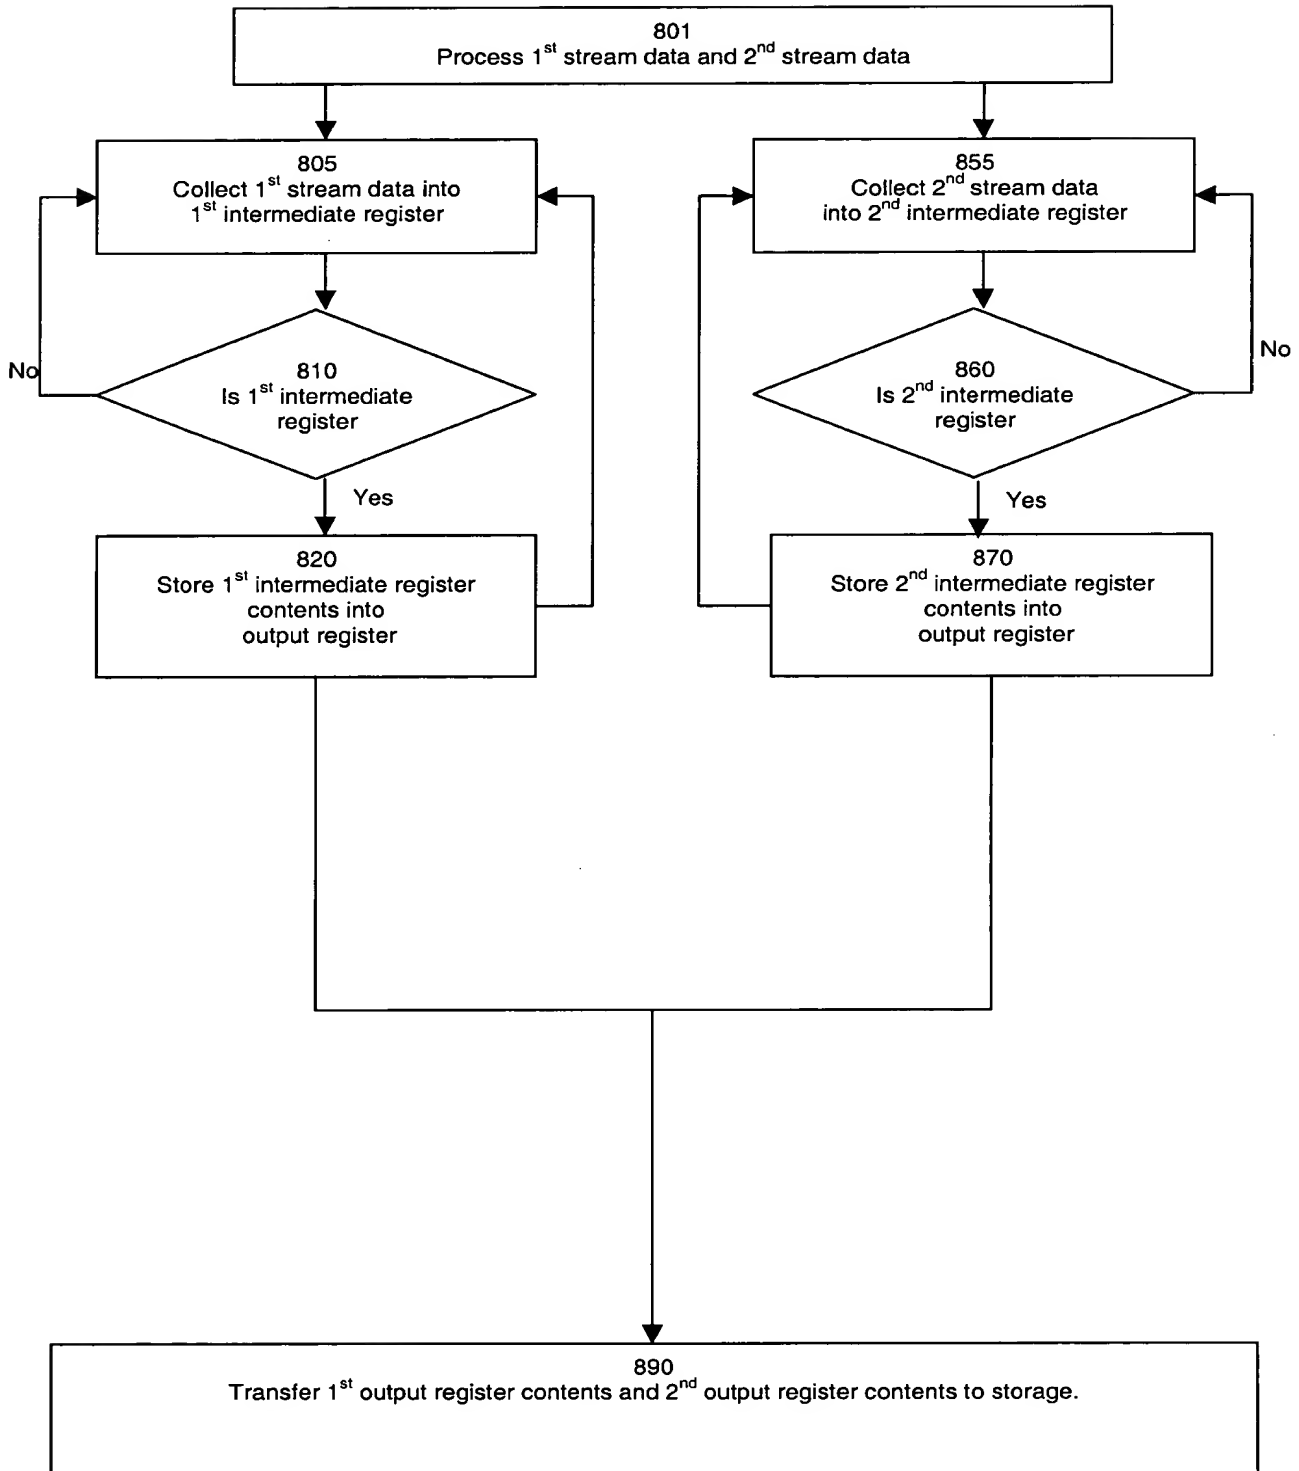 801
Process 1st stream data and 2nd stream data
805
Collect 1st stream data into
1st intermediate register
855
Collect 2nd stream data
into 2nd intermediate register
No
810
Is 1st intermediate
register
860
Is 2nd intermediate
register
No
Yes
Yes
820
Store 1st intermediate register
contents into
output register
870
Store 2nd intermediate register
contents into
output register
890
Transfer 1st output register contents and 2nd output register contents to storage.